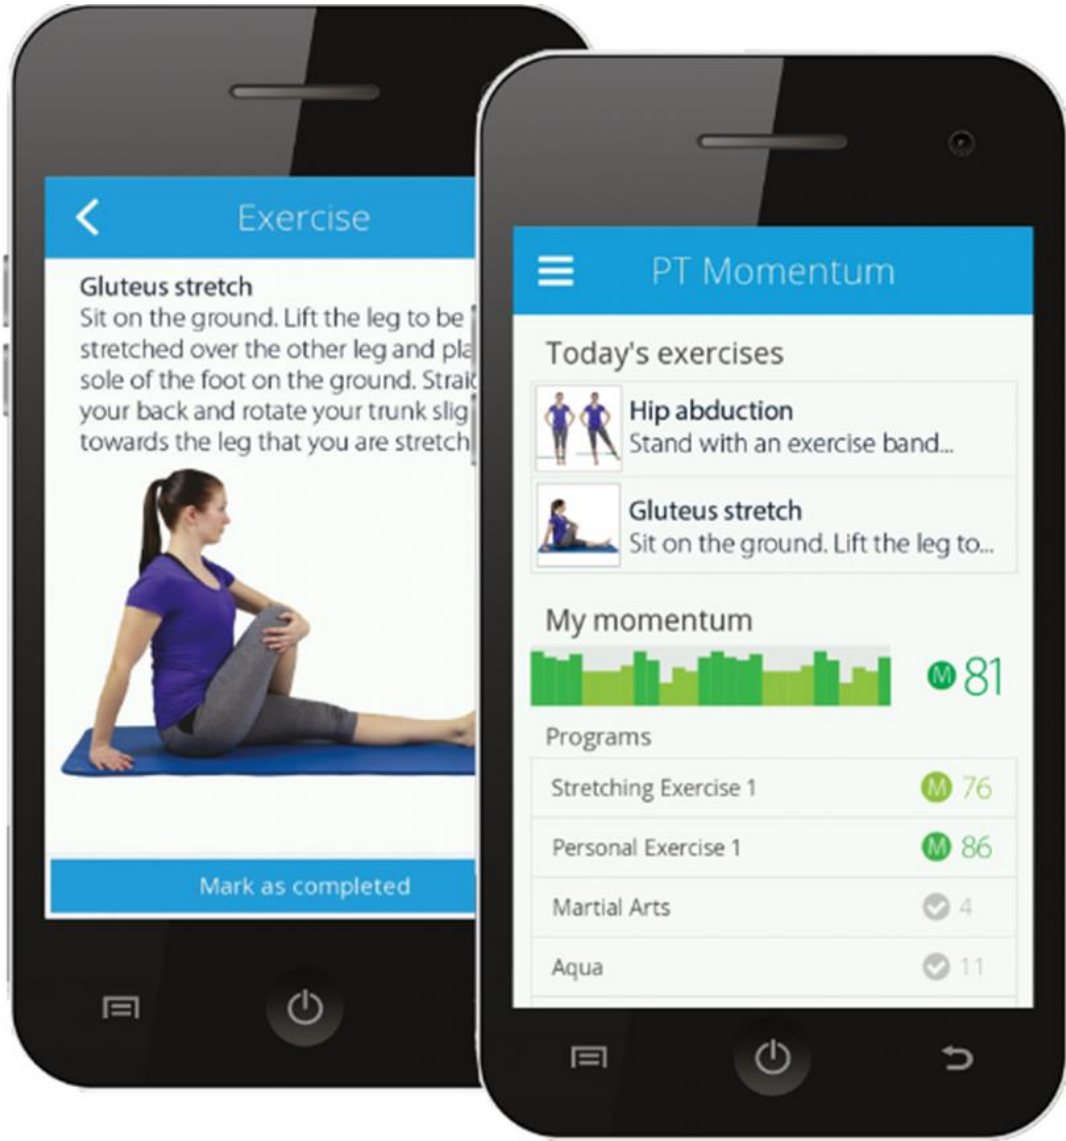 Exercise
Gluteus stretch
Sit on the ground. Lift the leg to be
stretched over the other leg and
sole of the foot on the ground.
your back and rotate your trunk
towards the leg that you are
Mark as completed
PT Momentum
Today's exercises
Hip abduction
Stand with an exercise band...
Gluteus stretch
Sit on the ground. Lift the leg to...
My momentum
M 81
Programs
Stretching Exercise 1 M 76
Personal Exercise 1 M 86
Martial Arts 4
Aqua 11